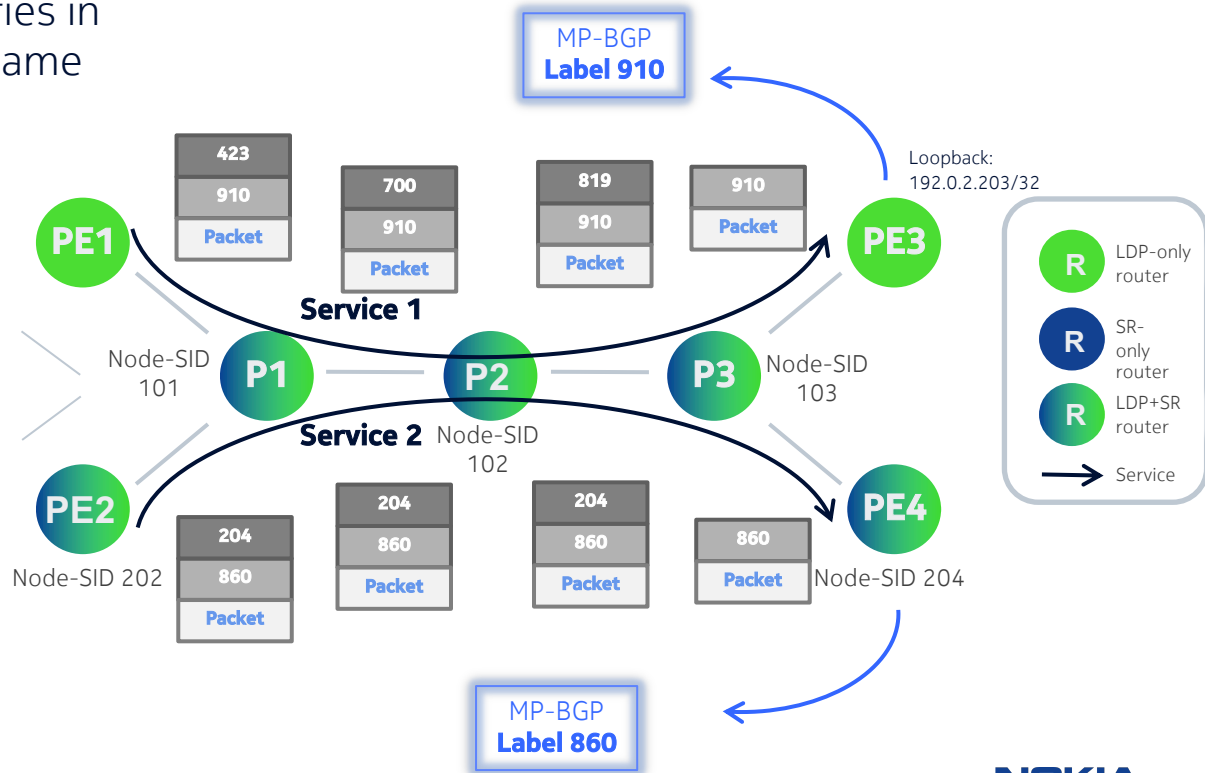 ries in
ame
MP-BGP
Label 910
Loopback:
192.0.2.203/32
423
910
Packet
700
910
Packet
819
910
Packet
910
Packet
PE1
PE3
Service 1
Node-SID
101
P1
P2
P3
Node-SID
103
Service 2
Node-SID
102
PE2
PE4
Node-SID 202
204
860
Packet
204
860
Packet
204
860
Packet
860
Packet
Node-SID 204
MP-BGP
Label 860
R
LDP-only
router
R
SR-
only
router
R
LDP+SR
router
Service
NOKIA